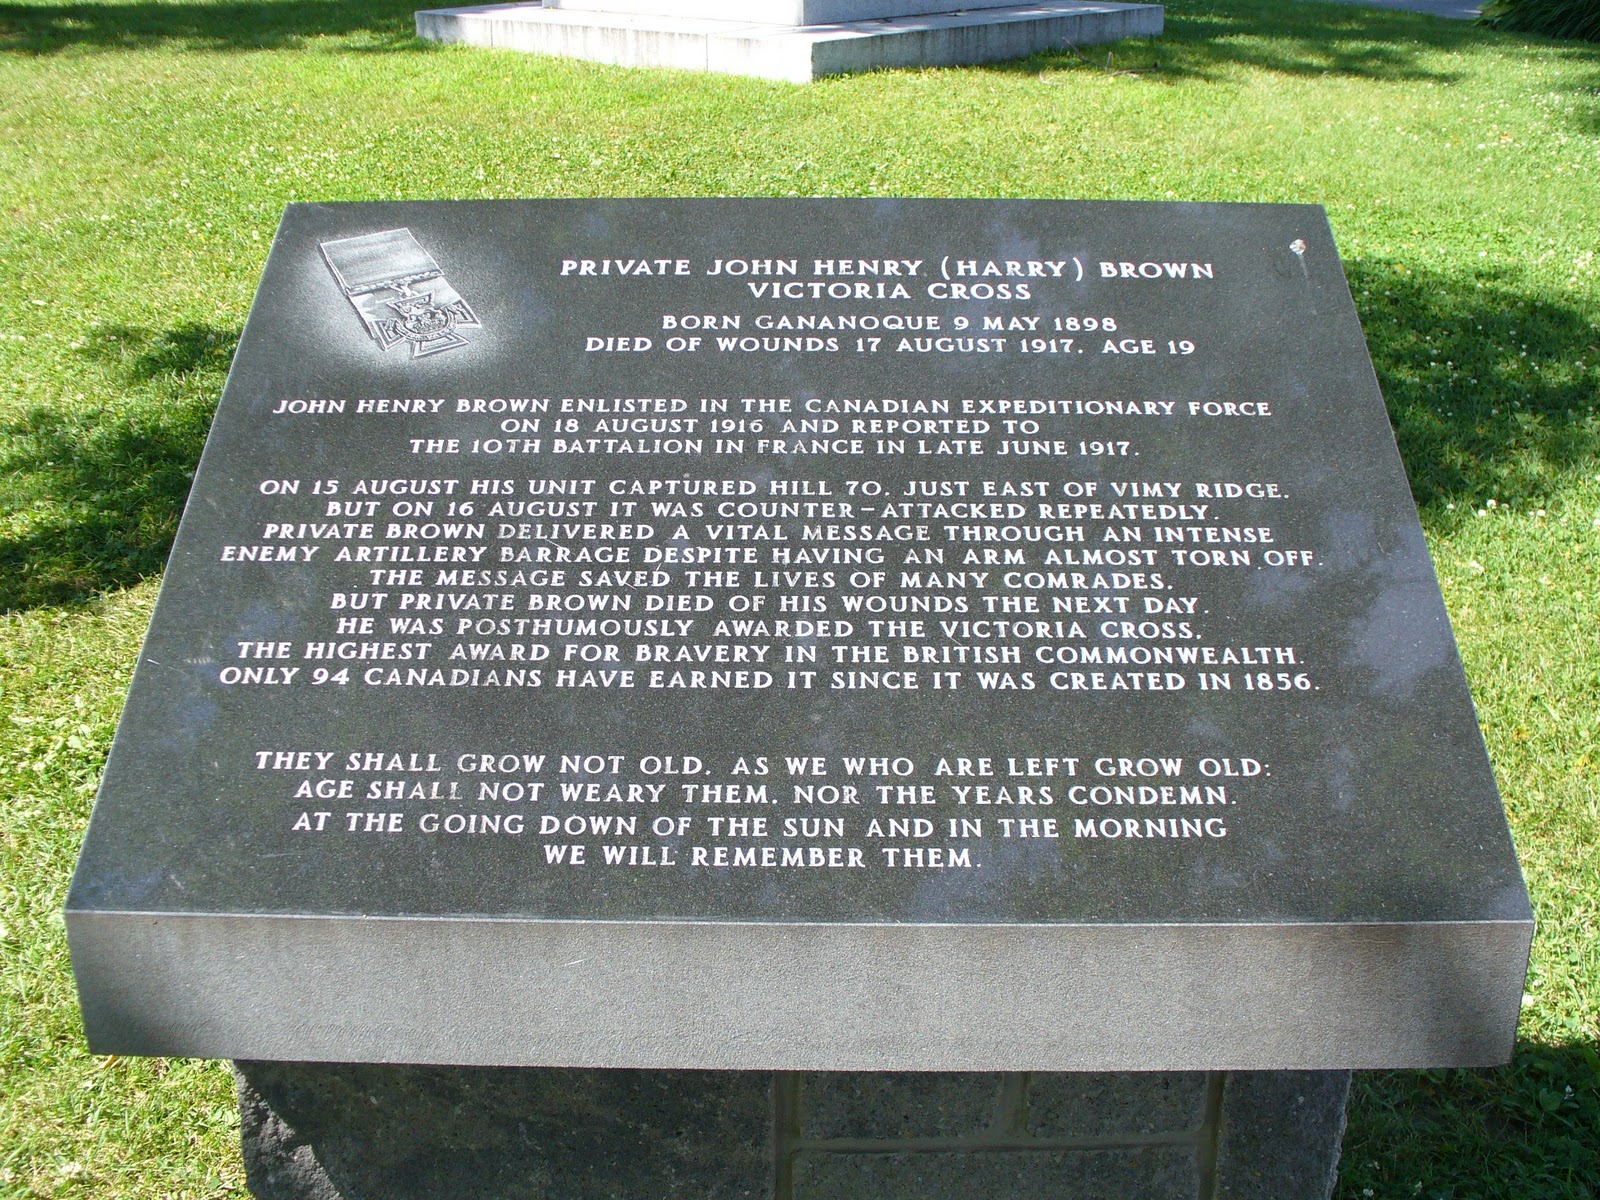 PRIVATE JOHN HENRY (HARRY) BROWN
VICTORIA CROSS
BORN GANANOQUE 9 MAY 1898
DIED OF WOUNDS 17 AUGUST 1917. AGE 19
JOHN HENRY BROWN ENLISTED IN THE CANADIAN EXPEDITIONARY FORCE
ON 18 AUGUST 1916 AND REPORTED TO
THE 10TH BATTALION IN FRANCE IN LATE JUNE 1917.
ON 15 AUGUST HIS UNIT CAPTURED HILL 70, JUST EAST OF VIMY RIDGE,
BUT ON 16 AUGUST IT WAS COUNTER-ATTACKED REPEATEDLY.
PRIVATE BROWN DELIVERED A VITAL MESSAGE THROUGH AN INTENSE
ENEMY ARTILLERY BARRAGE DESPITE HAVING AN ARM ALMOST TORN OFF.
THE MESSAGE SAVED THE LIVES OF MANY COMRADES,
BUT PRIVATE BROWN DIED OF HIS WOUNDS THE NEXT DAY.
HE WAS POSTHUMOUSLY AWARDED THE VICTORIA CROSS,
THE HIGHEST AWARD FOR BRAVERY IN THE BRITISH COMMONWEALTH.
ONLY 94 CANADIANS HAVE EARNED IT SINCE IT WAS CREATED IN 1856.
THEY SHALL GROW NOT OLD, AS WE WHO ARE LEFT GROW OLD:
AGE SHALL NOT WEARY THEM, NOR THE YEARS CONDEMN.
AT THE GOING DOWN OF THE SUN AND IN THE MORNING
WE WILL REMEMBER THEM.